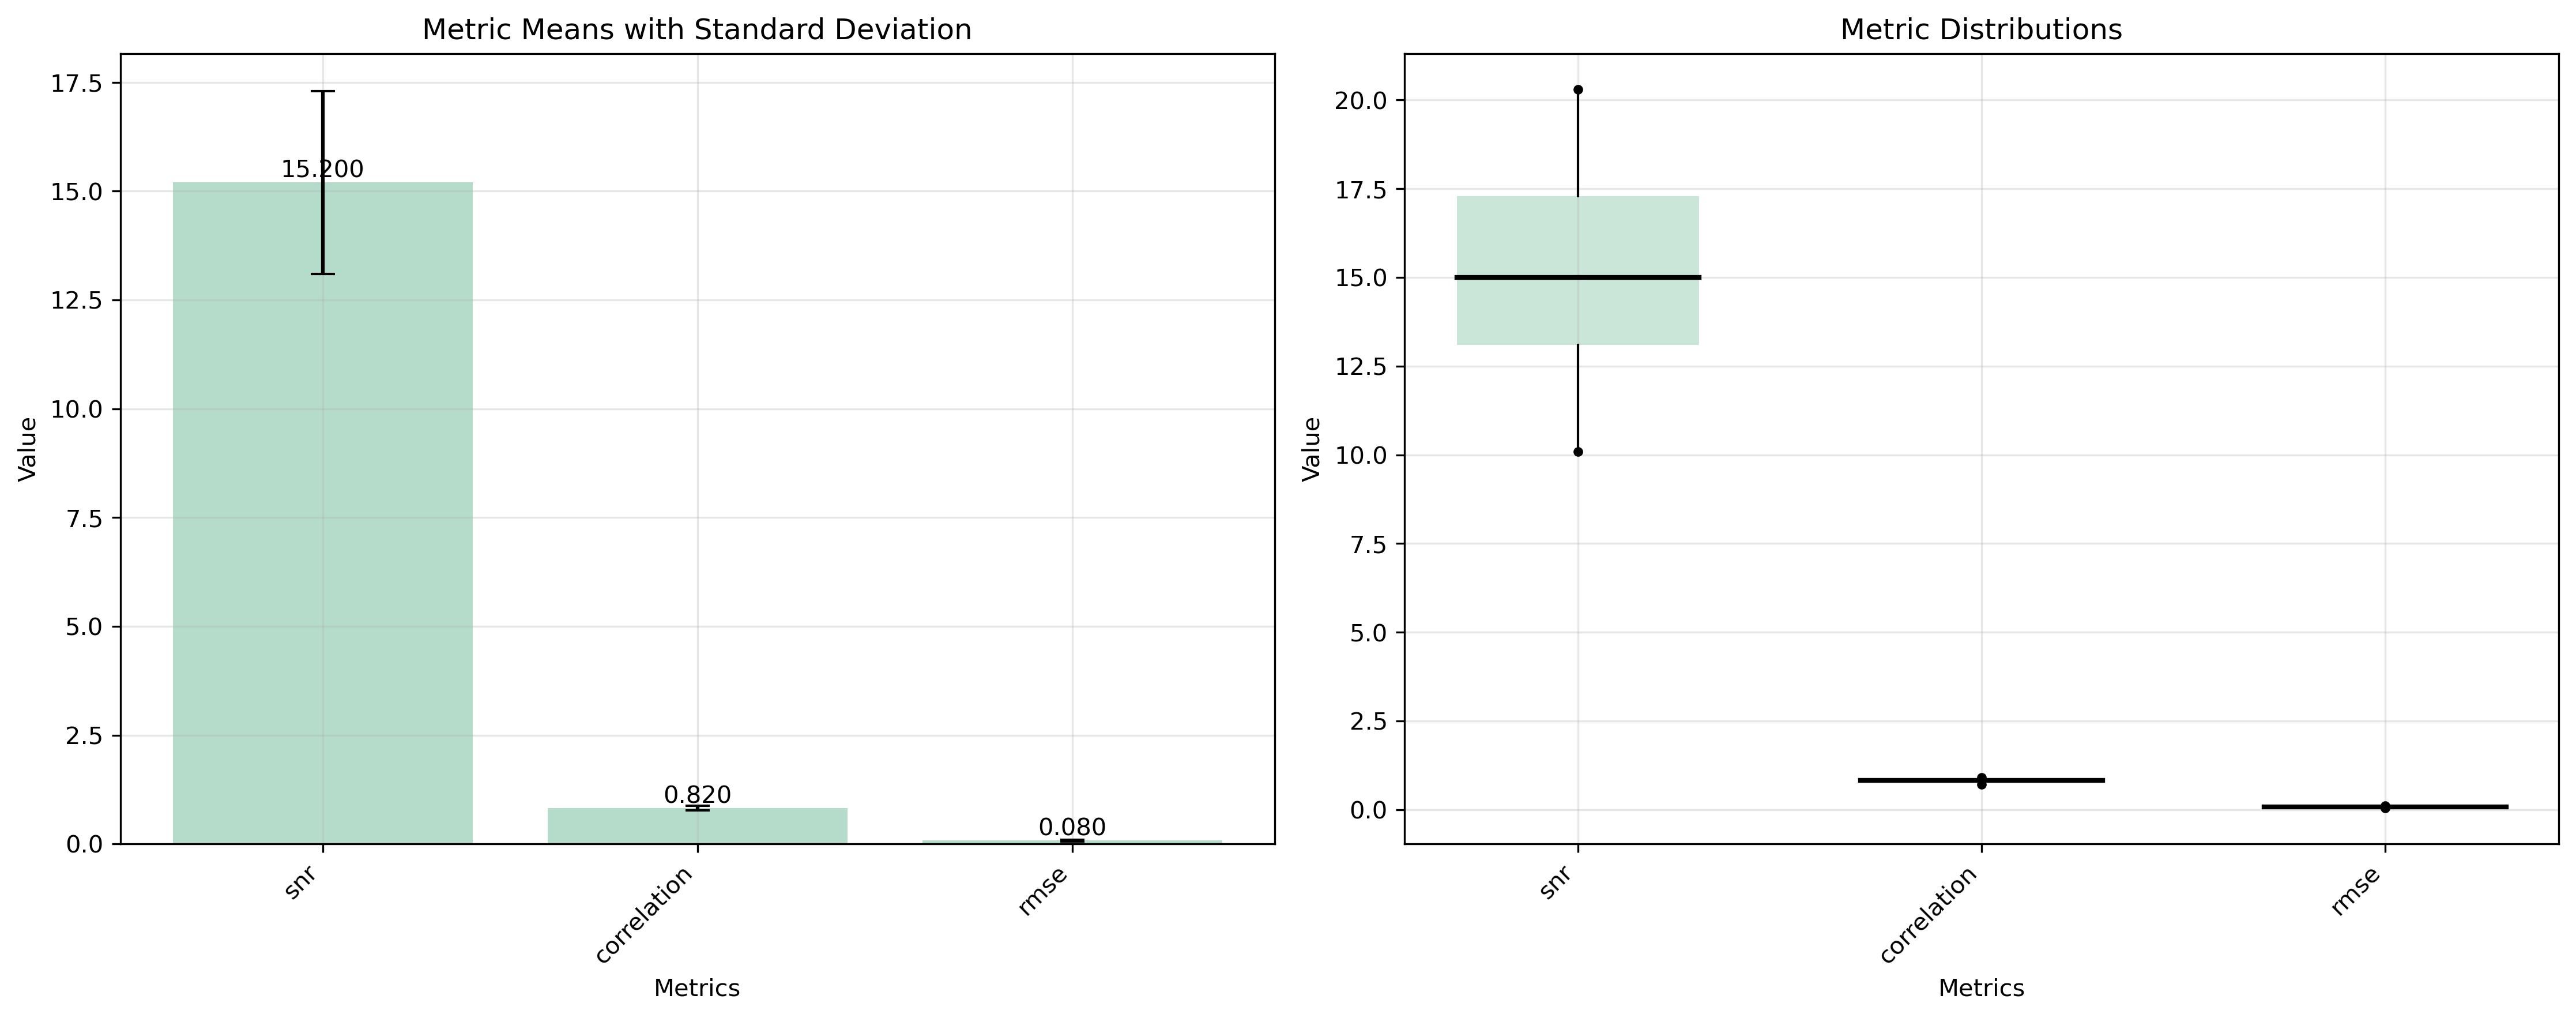 Metric Means with Standard Deviation
Value
17.5
15.0
12.5
10.0
7.5
5.0
2.5
0.0
15.200
0.820
0.080
snr
correlation
rmse
Metrics
Metric Distributions
Value
20.0
17.5
15.0
12.5
10.0
7.5
5.0
2.5
0.0
snr
correlation
rmse
Metrics